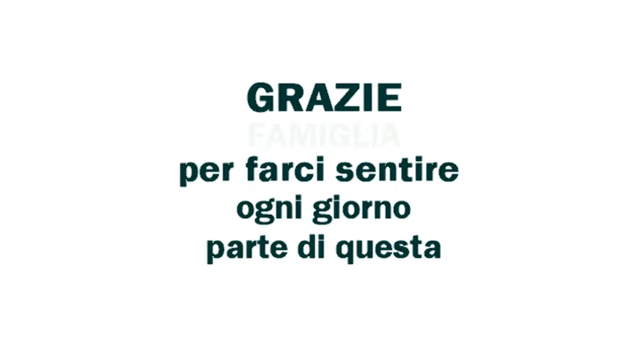 GRAZIE
FAMIGLIA
per farci sentire
ogni giorno
parte di questa